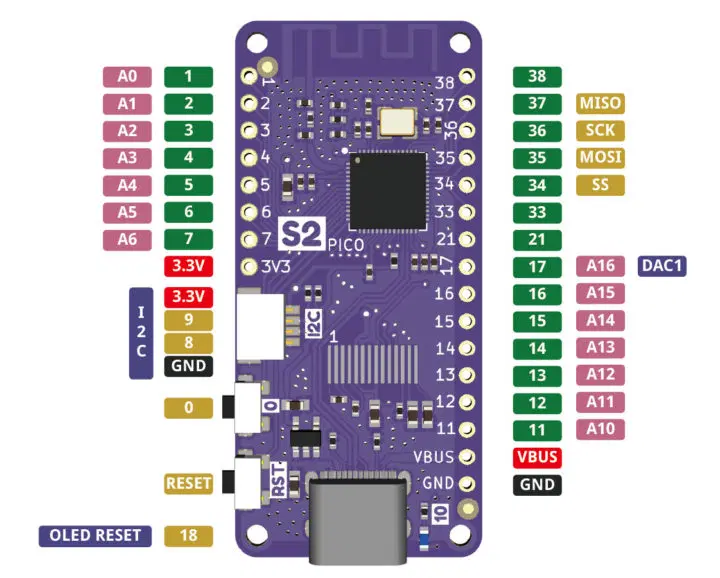 A0 1 1 38 38
A1 2 2 37 37 MISO
A2 3 3 36 36 SCK
A3 4 4 35 35 MOSI
A4 5 5 34 34 SS
A5 6 6 33 33
A6 7 7 21 21
S2 PICO
3.3V 3V3 17 17 A16 DAC1
I2C
3.3V 16 16 A15
9 I2C 15 15 A14
8 1 14 14 A13
GND 13 13 A12
0 0 12 12 A11
11 11 A10
VBUS VBUS
RESET RST GND GND
OLED RESET 18 10